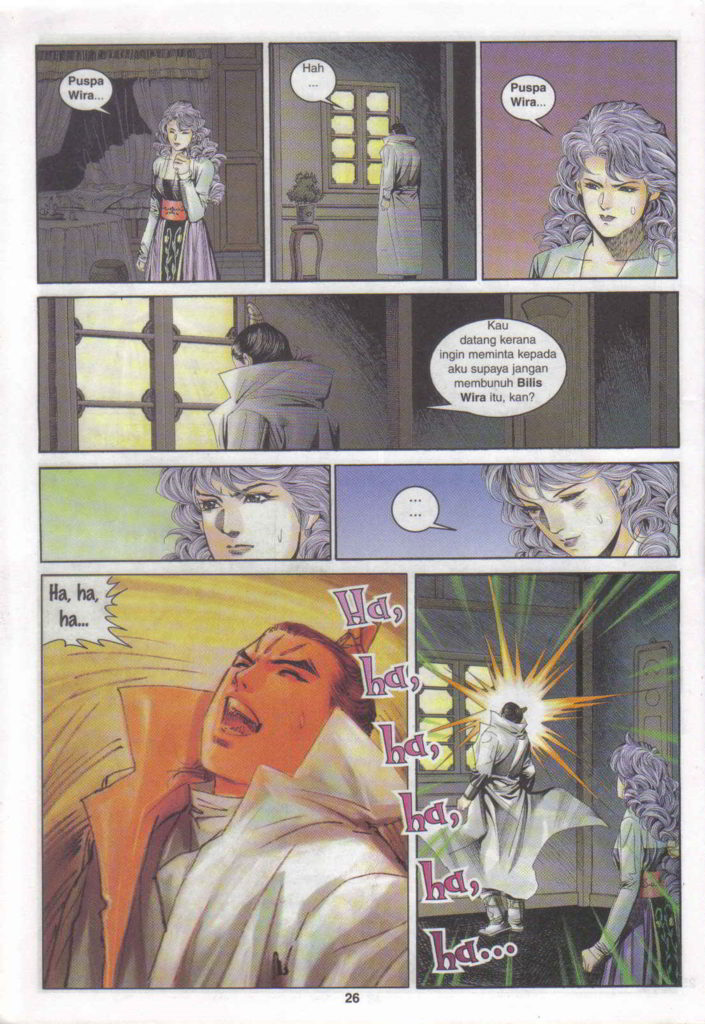 Puspa
Wira...
Hah
...
Puspa
Wira...
Kau
datang kerana
ingin meminta kepada
aku supaya jangan
membunuh Bilis
Wira itu, kan?
...
...
Ha, ha,
ha...
Ha,
ha,
ha,
ha,
ha,
ha...
26